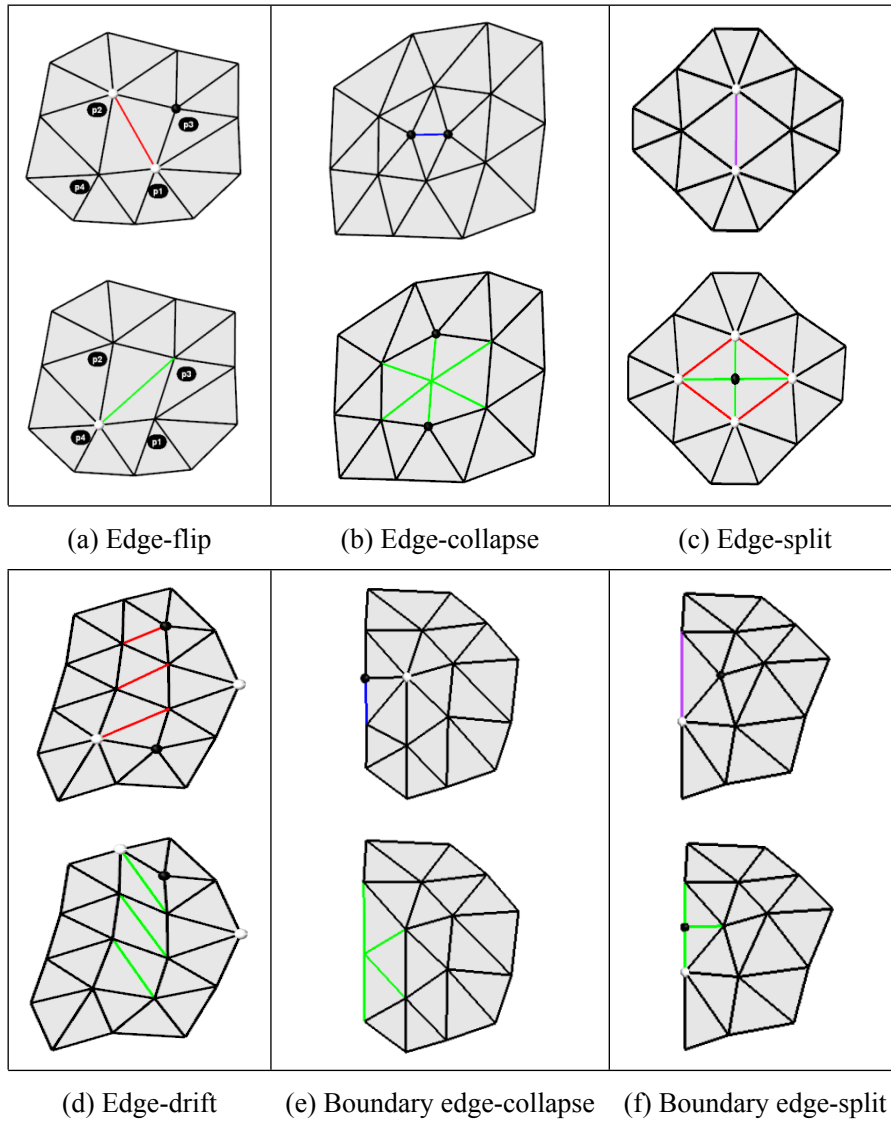 p2
p3
p4
p1
p2
p3
p4
p1
(a) Edge-flip
(b) Edge-collapse
(c) Edge-split
(d) Edge-drift
(e) Boundary edge-collapse
(f) Boundary edge-split